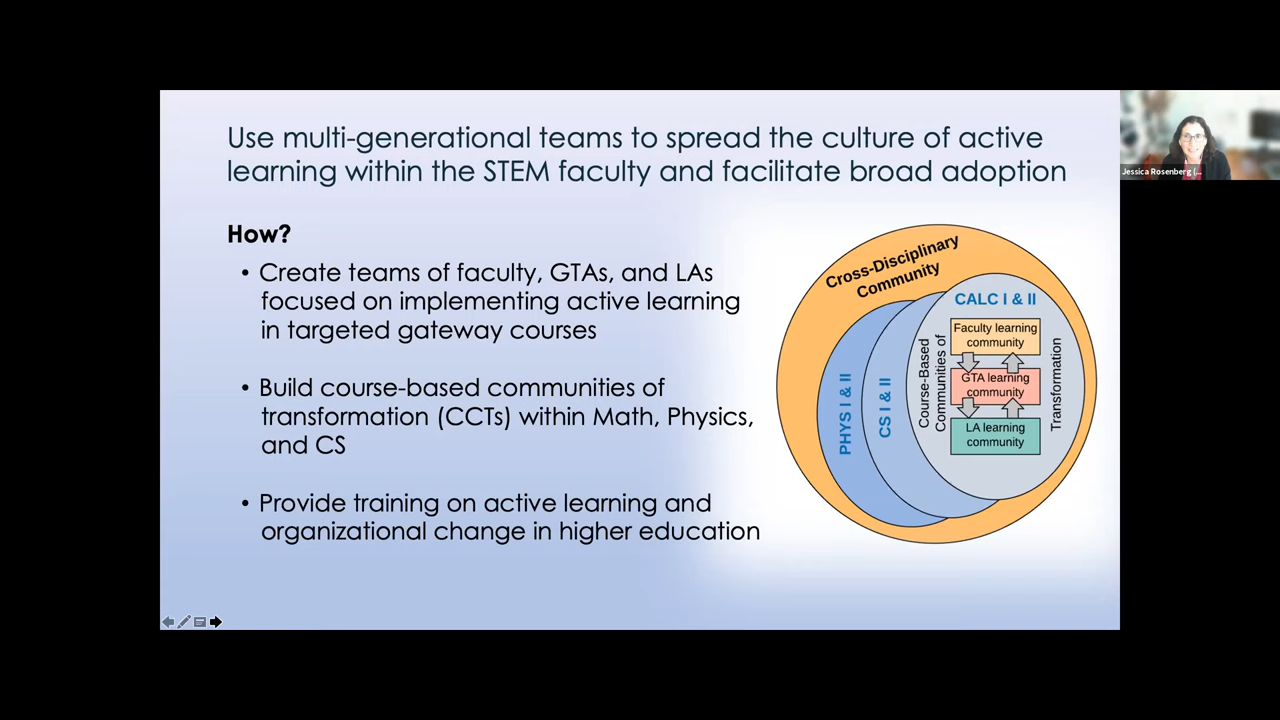 Use multi-generational teams to spread the culture of active
learning within the STEM faculty and facilitate broad adoption
How?
• Create teams of faculty, GTAs, and LAs
focused on implementing active learning
in targeted gateway courses
• Build course-based communities of
transformation (CCTs) within Math, Physics,
and CS
• Provide training on active learning and
organizational change in higher education
Cross-Disciplinary
Community
PHYS I & II
CS I & II
CALC I & II
Course-Based
Communities of
Transformation
Faculty learning
community
GTA learning
community
LA learning
community
Jessica Rosenberg (...